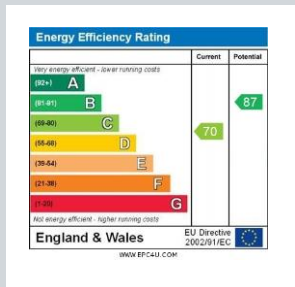 Energy Efficiency Rating
Current Potential
Very energy efficient - lower running costs
(92+) A
(81-91) B
87
(69-80) C
70
(55-68) D
(39-54) E
(21-38) F
(1-20) G
Not energy efficient - higher running costs
England & Wales
EU Directive
2002/91/EC
WWW.EPC4U.COM